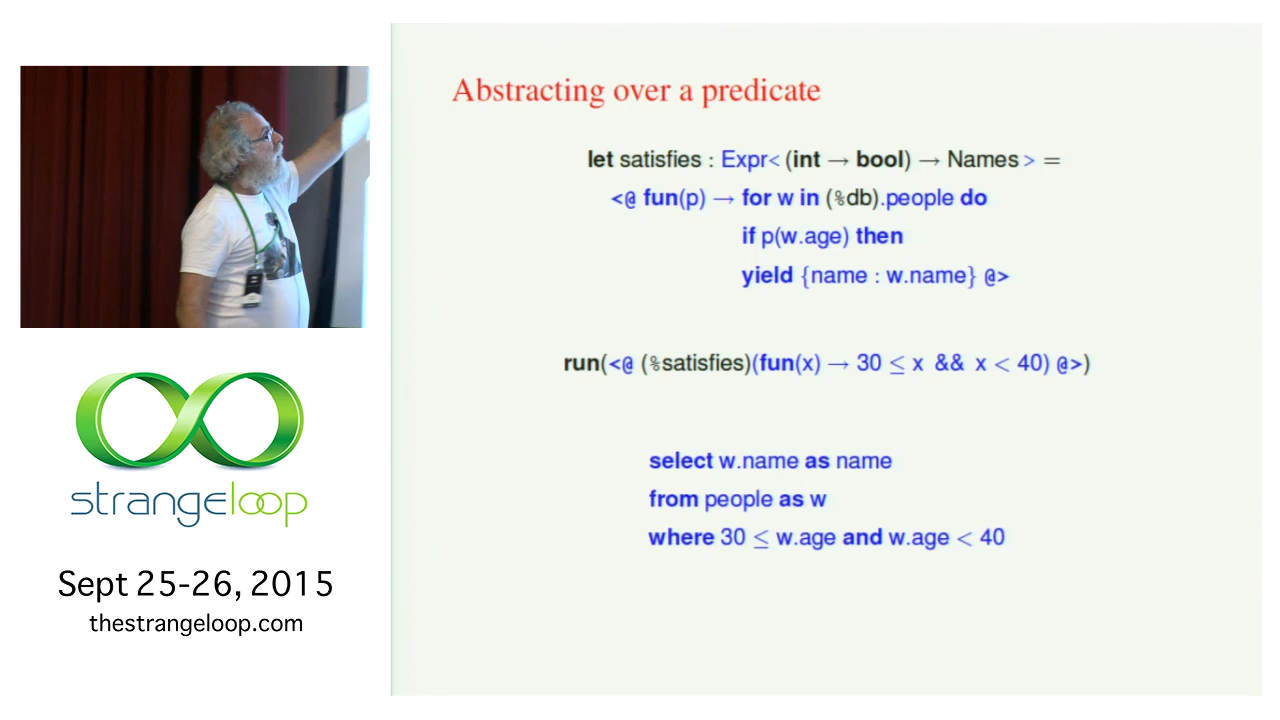 Abstracting over a predicate
let satisfies : Expr< (int → bool) → Names > =
<@ fun(p) → for w in (%db).people do
if p(w.age) then
yield {name : w.name} @>
run(<@ (%satisfies)(fun(x) → 30 ≤ x && x < 40) @>)
select w.name as name
from people as w
where 30 ≤ w.age and w.age < 40
strangeloop
Sept 25-26, 2015
thestrangeloop.com